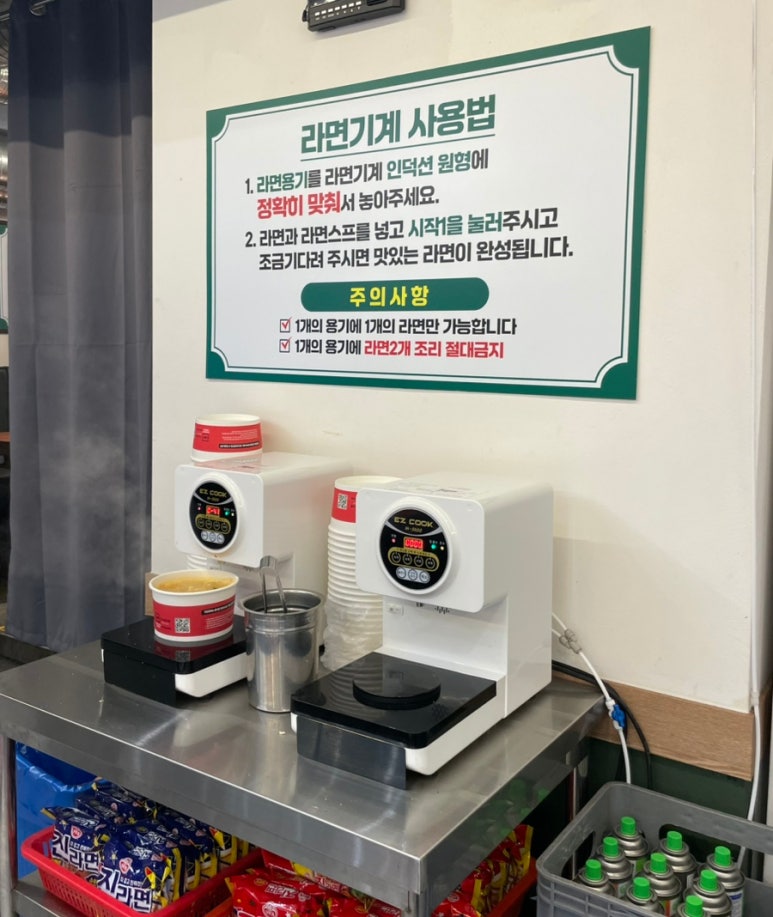 라면기계 사용법
1. 라면용기를 라면기계 인덕션 원형에
정확히 맞춰서 놓아주세요.
2. 라면과 라면스프를 넣고 시작1을 눌러주시고
조금기다려 주시면 맛있는 라면이 완성됩니다.
주의사항
1개의 용기에 1개의 라면만 가능합니다
1개의 용기에 라면2개 조리 절대금지
EZ COOK
EZ COOK
진라면
지라면